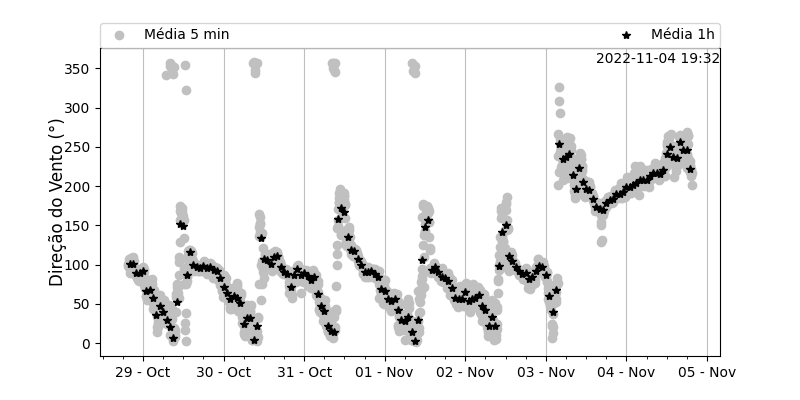 Média 5 min
Média 1h
2022-11-04 19:32
Direção do Vento (°)
350
300
250
200
150
100
50
0
29 - Oct
30 - Oct
31 - Oct
01 - Nov
02 - Nov
03 - Nov
04 - Nov
05 - Nov